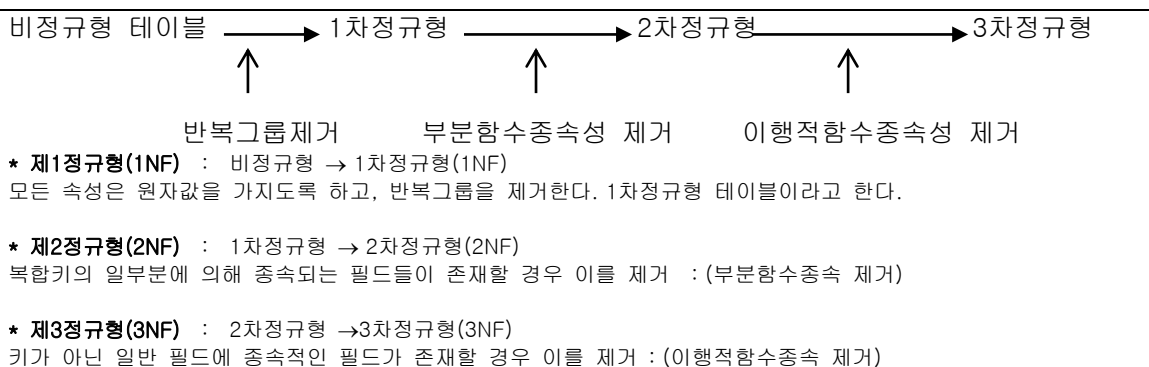 비정규형 테이블 → 1차정규형 → 2차정규형 → 3차정규형
반복그룹제거 부분함수종속성 제거 이행적함수종속성 제거
* 제1정규형(1NF) : 비정규형 → 1차정규형(1NF)
모든 속성은 원자값을 가지도록 하고, 반복그룹을 제거한다. 1차정규형 테이블이라고 한다.
* 제2정규형(2NF) : 1차정규형 → 2차정규형(2NF)
복합키의 일부분에 의해 종속되는 필드들이 존재할 경우 이를 제거 : (부분함수종속 제거)
* 제3정규형(3NF) : 2차정규형 →3차정규형(3NF)
키가 아닌 일반 필드에 종속적인 필드가 존재할 경우 이를 제거 : (이행적함수종속 제거)